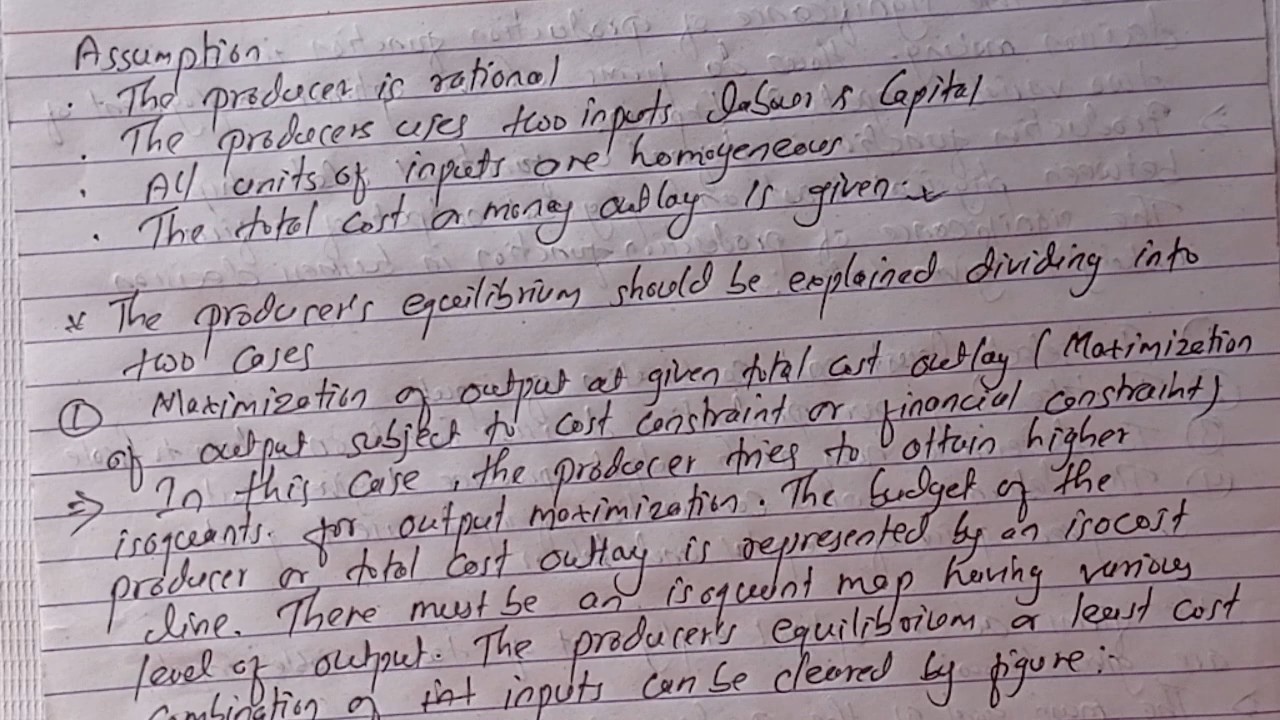 Assumption
· The producer is rational
· The producers uses two inputs labour & Capital
· All units of inputs are homogeneous
· The total cost or money outlay is given
* The producer's equilibrium should be explained dividing into
two cases
① Maximization of output at given total cost outlay (Maximization
of output subject to cost constraint or financial constraint)
⇒ In this case, the producer tries to attain higher
isoquants. for output maximization. The budget of the
producer or total cost outlay is represented by an isocost
line. There must be an isoquant map having various
level of output. The producer's equilibrium or least cost
Combination of inputs can be cleared by figure:-